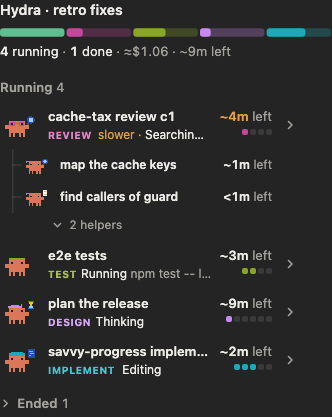 Hydra · retro fixes
4 running · 1 done · ≈$1.06 · ~9m left
Running 4
cache-tax review c1 ~4m left
REVIEW slower · Searchin…
map the cache keys ~1m left
find callers of guard <1m left
2 helpers
e2e tests ~3m left
TEST Running npm test -- l…
plan the release ~9m left
DESIGN Thinking
savvy-progress implem… ~2m left
IMPLEMENT Editing
Ended 1